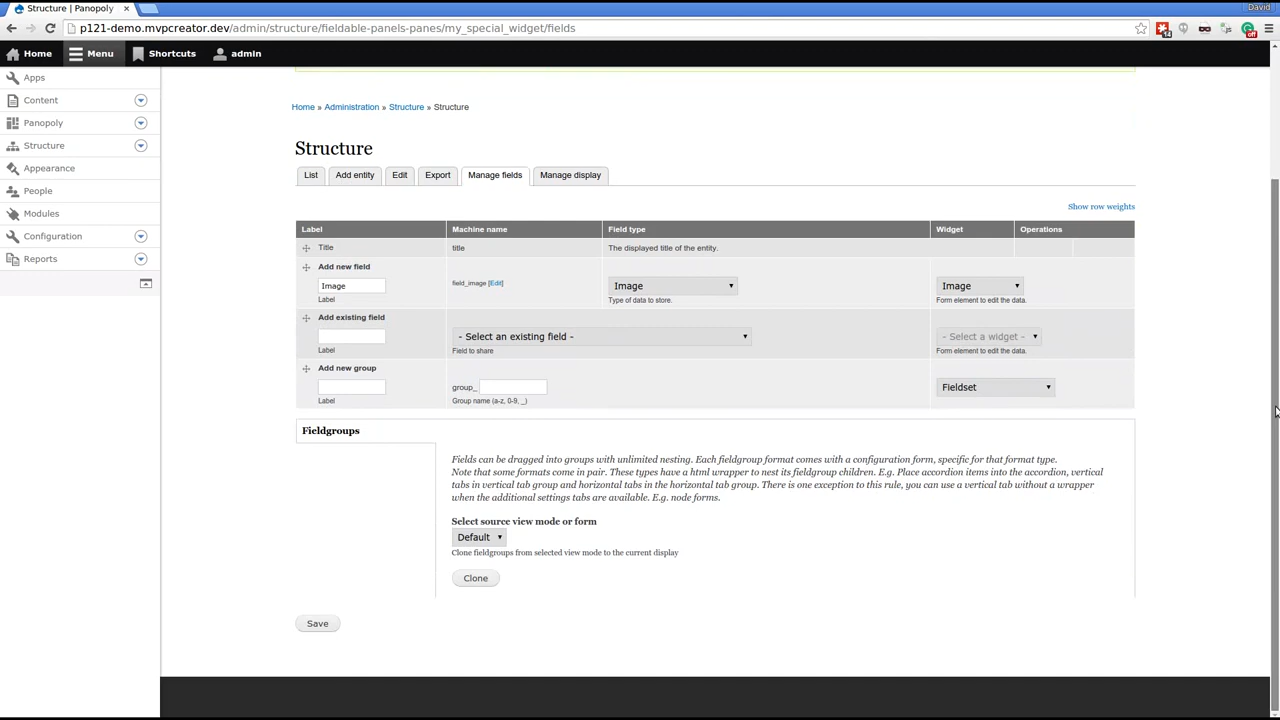 David
Structure | Panopoly
p121-demo.mvpcreator.dev/admin/structure/fieldable-panels-panes/my_special_widget/fields
Home Menu Shortcuts admin
Apps
Content
Panopoly
Structure
Appearance
People
Modules
Configuration
Reports
Home » Administration » Structure » Structure
Structure
List Add entity Edit Export Manage fields Manage display
Show row weights
Label Machine name Field type Widget Operations
Title title The displayed title of the entity.
Add new field
Image field_image [Edit] Image Image
Label Type of data to store. Form element to edit the data.
Add existing field
- Select an existing field - - Select a widget -
Label Field to share Form element to edit the data.
Add new group
group_ Fieldset
Label Group name (a-z, 0-9, _)
Fieldgroups
Fields can be dragged into groups with unlimited nesting. Each fieldgroup format comes with a configuration form, specific for that format type.
Note that some formats come in pair. These types have a html wrapper to nest its fieldgroup children. E.g. Place accordion items into the accordion, vertical
tabs in vertical tab group and horizontal tabs in the horizontal tab group. There is one exception to this rule, you can use a vertical tab without a wrapper
when the additional settings tabs are available. E.g. node forms.
Select source view mode or form
Default
Clone fieldgroups from selected view mode to the current display
Clone
Save